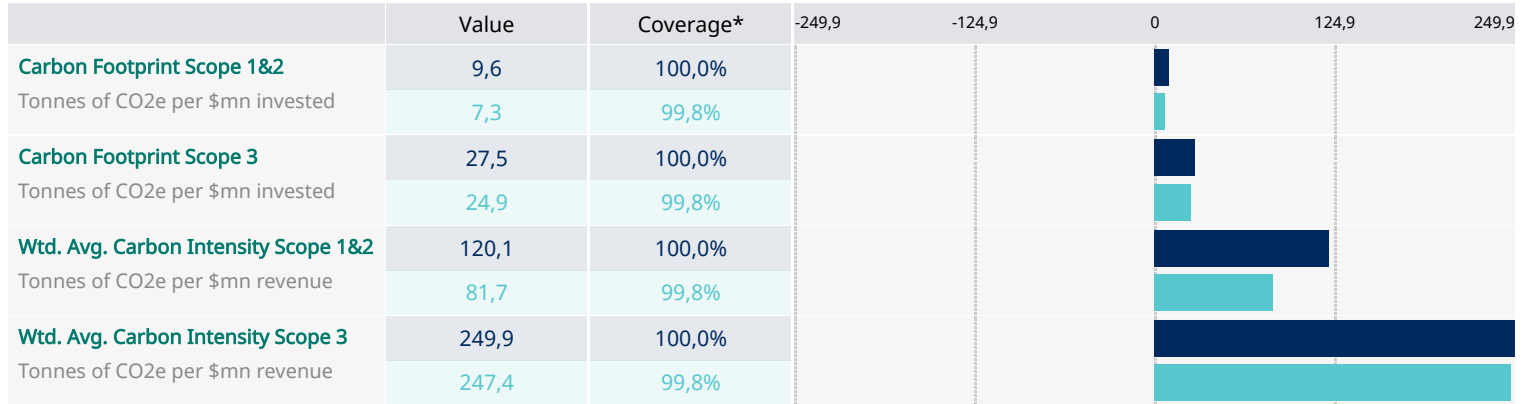 Value Coverage* -249,9 -124,9 0 124,9 249,9
Carbon Footprint Scope 1&2 9,6 100,0%
Tonnes of CO2e per $mn invested 7,3 99,8%
Carbon Footprint Scope 3 27,5 100,0%
Tonnes of CO2e per $mn invested 24,9 99,8%
Wtd. Avg. Carbon Intensity Scope 1&2 120,1 100,0%
Tonnes of CO2e per $mn revenue 81,7 99,8%
Wtd. Avg. Carbon Intensity Scope 3 249,9 100,0%
Tonnes of CO2e per $mn revenue 247,4 99,8%